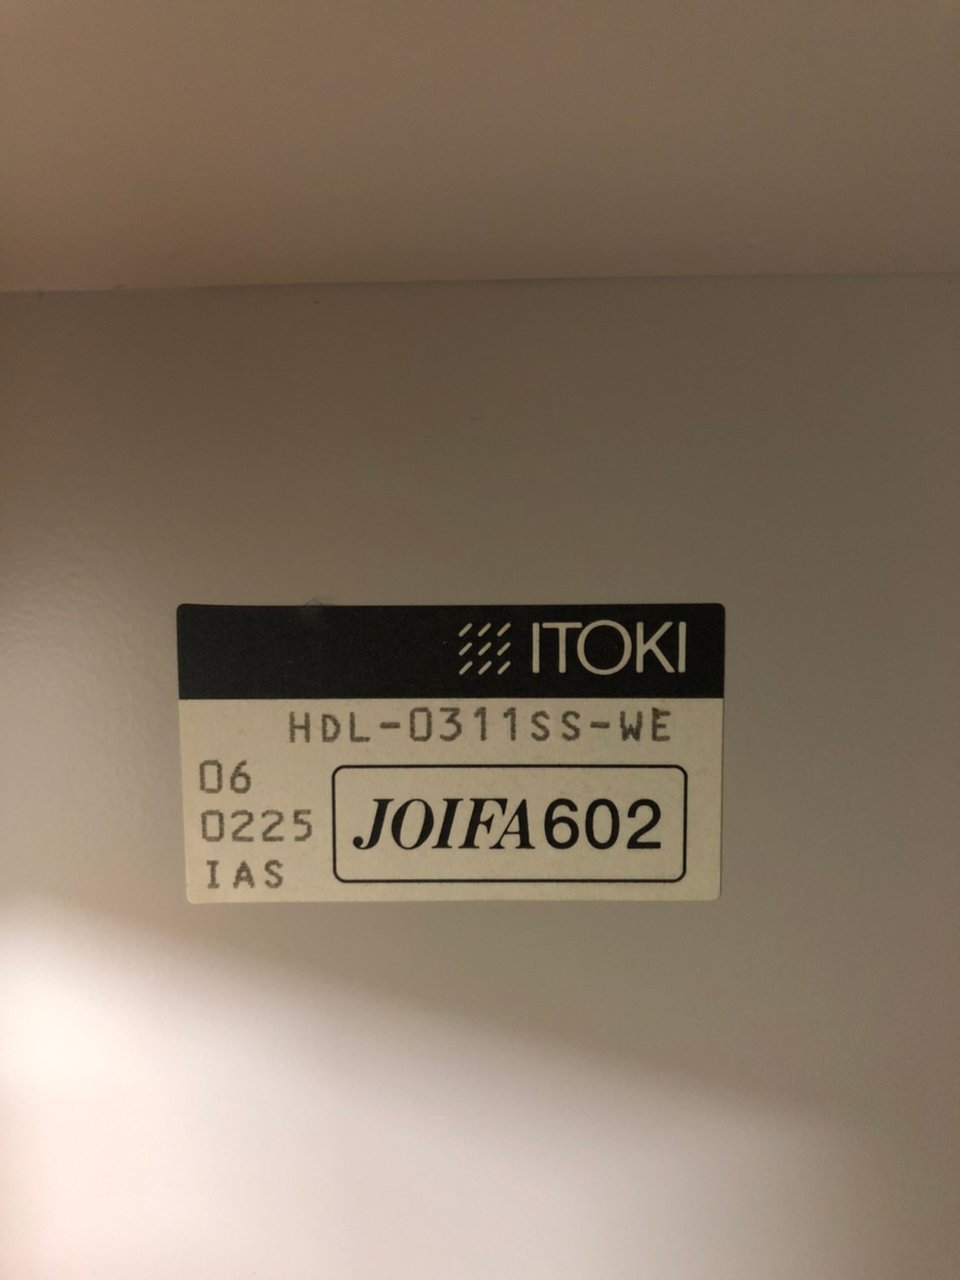 ITOKI
HDL-0311SS-WE
06
0225
IAS
JOIFA602